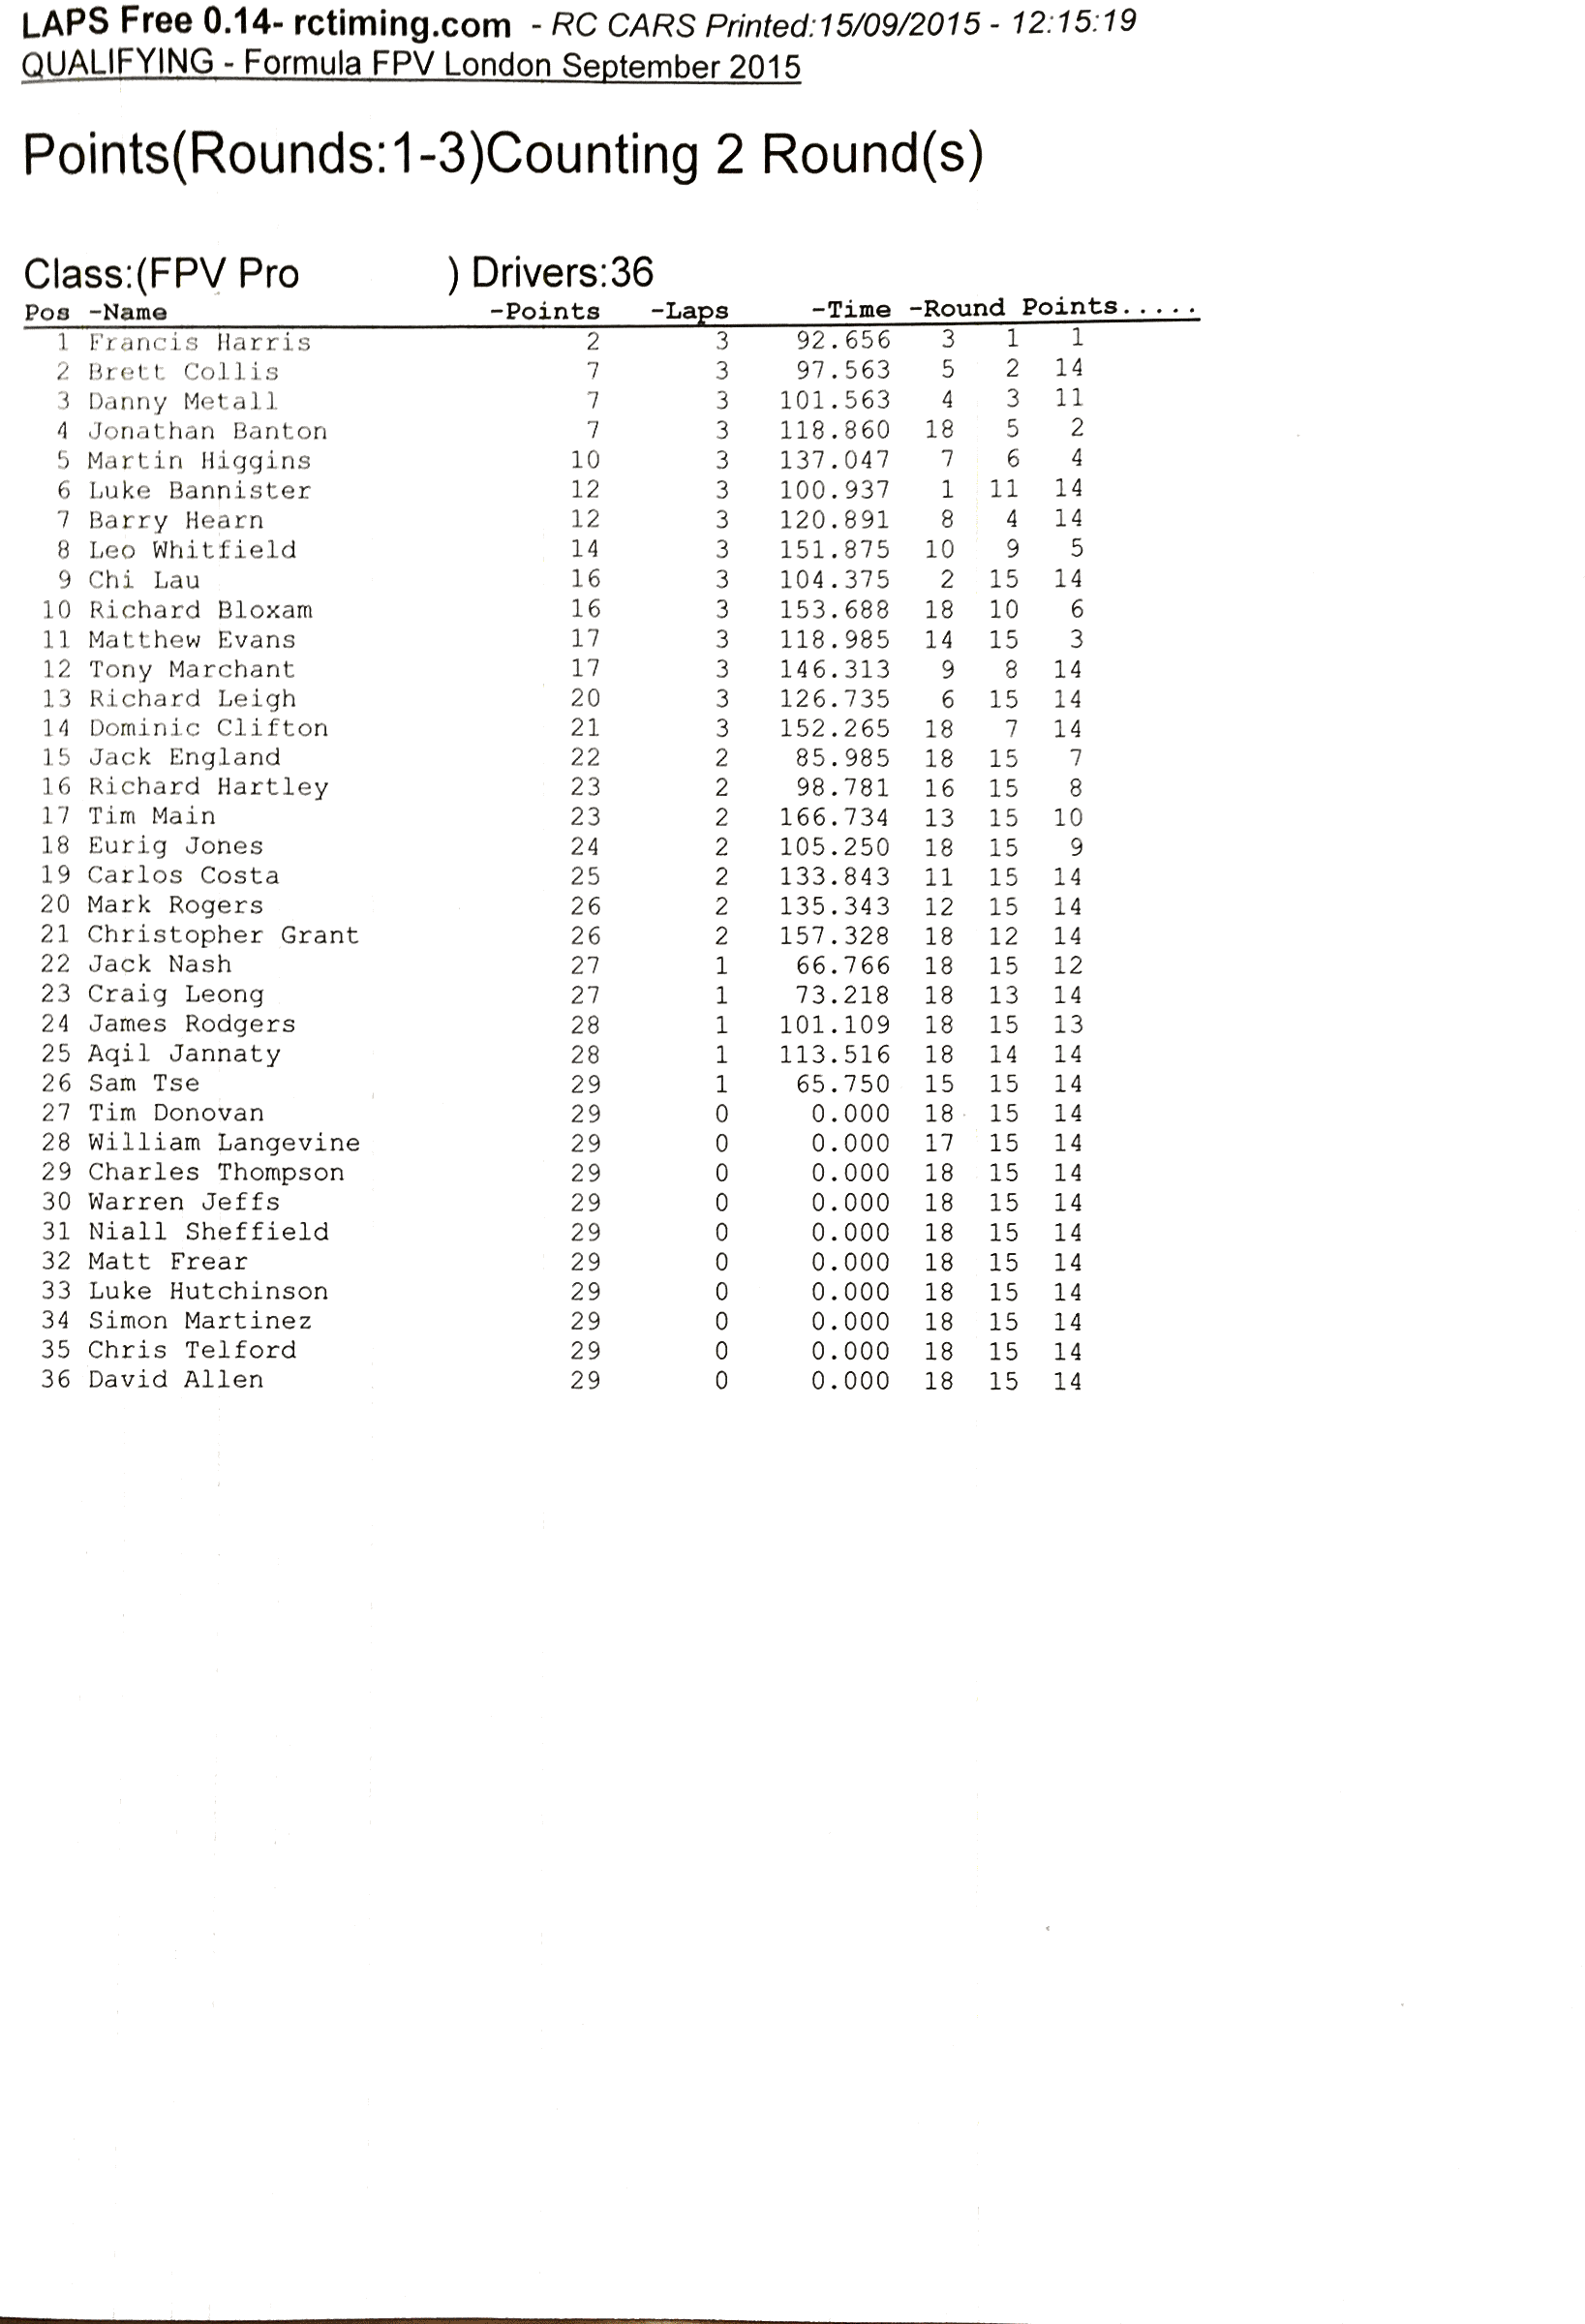 LAPS Free 0.14- rctiming.com - RC CARS Printed:15/09/2015 - 12:15:19
QUALIFYING - Formula FPV London September 2015
Points(Rounds:1-3)Counting 2 Round(s)
Class:(FPV Pro ) Drivers:36
Pos -Name -Points -Laps -Time -Round Points.....
1 Francis Harris 2 3 92.656 3 1 1
2 Brett Collis 7 3 97.563 5 2 14
3 Danny Metall 7 3 101.563 4 3 11
4 Jonathan Banton 7 3 118.860 18 5 2
5 Martin Higgins 10 3 137.047 7 6 4
6 Luke Bannister 12 3 100.937 1 11 14
7 Barry Hearn 12 3 120.891 8 4 14
8 Leo Whitfield 14 3 151.875 10 9 5
9 Chi Lau 16 3 104.375 2 15 14
10 Richard Bloxam 16 3 153.688 18 10 6
11 Matthew Evans 17 3 118.985 14 15 3
12 Tony Marchant 17 3 146.313 9 8 14
13 Richard Leigh 20 3 126.735 6 15 14
14 Dominic Clifton 21 3 152.265 18 7 14
15 Jack England 22 2 85.985 18 15 7
16 Richard Hartley 23 2 98.781 16 15 8
17 Tim Main 23 2 166.734 13 15 10
18 Eurig Jones 24 2 105.250 18 15 9
19 Carlos Costa 25 2 133.843 11 15 14
20 Mark Rogers 26 2 135.343 12 15 14
21 Christopher Grant 26 2 157.328 18 12 14
22 Jack Nash 27 1 66.766 18 15 12
23 Craig Leong 27 1 73.218 18 13 14
24 James Rodgers 28 1 101.109 18 15 13
25 Aqil Jannaty 28 1 113.516 18 14 14
26 Sam Tse 29 1 65.750 15 15 14
27 Tim Donovan 29 0 0.000 18 15 14
28 William Langevine 29 0 0.000 17 15 14
29 Charles Thompson 29 0 0.000 18 15 14
30 Warren Jeffs 29 0 0.000 18 15 14
31 Niall Sheffield 29 0 0.000 18 15 14
32 Matt Frear 29 0 0.000 18 15 14
33 Luke Hutchinson 29 0 0.000 18 15 14
34 Simon Martinez 29 0 0.000 18 15 14
35 Chris Telford 29 0 0.000 18 15 14
36 David Allen 29 0 0.000 18 15 14